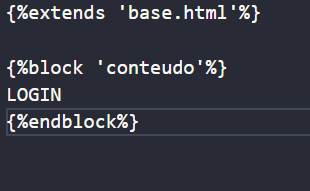 {%extends 'base.html'%}
{%block 'conteudo'%}
LOGIN
{%endblock%}